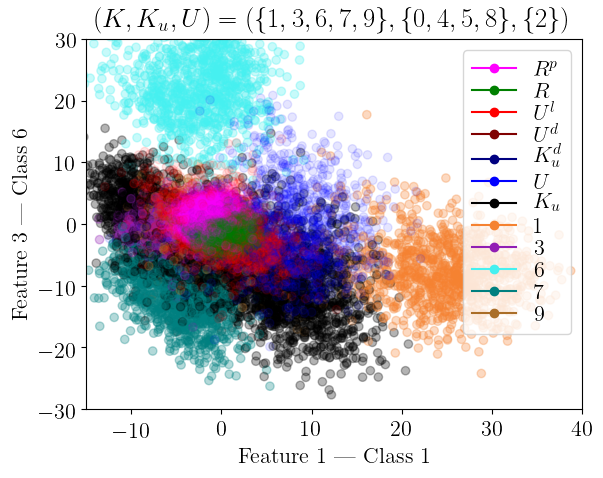 (K, K_u, U) = ({1, 3, 6, 7, 9}, {0, 4, 5, 8}, {2})
30
20
10
0
−10
−20
−30
Feature 3 — Class 6
R^p
R
U^l
U^d
K_u^d
U
K_u
1
3
6
7
9
−10
0
10
20
30
40
Feature 1 — Class 1